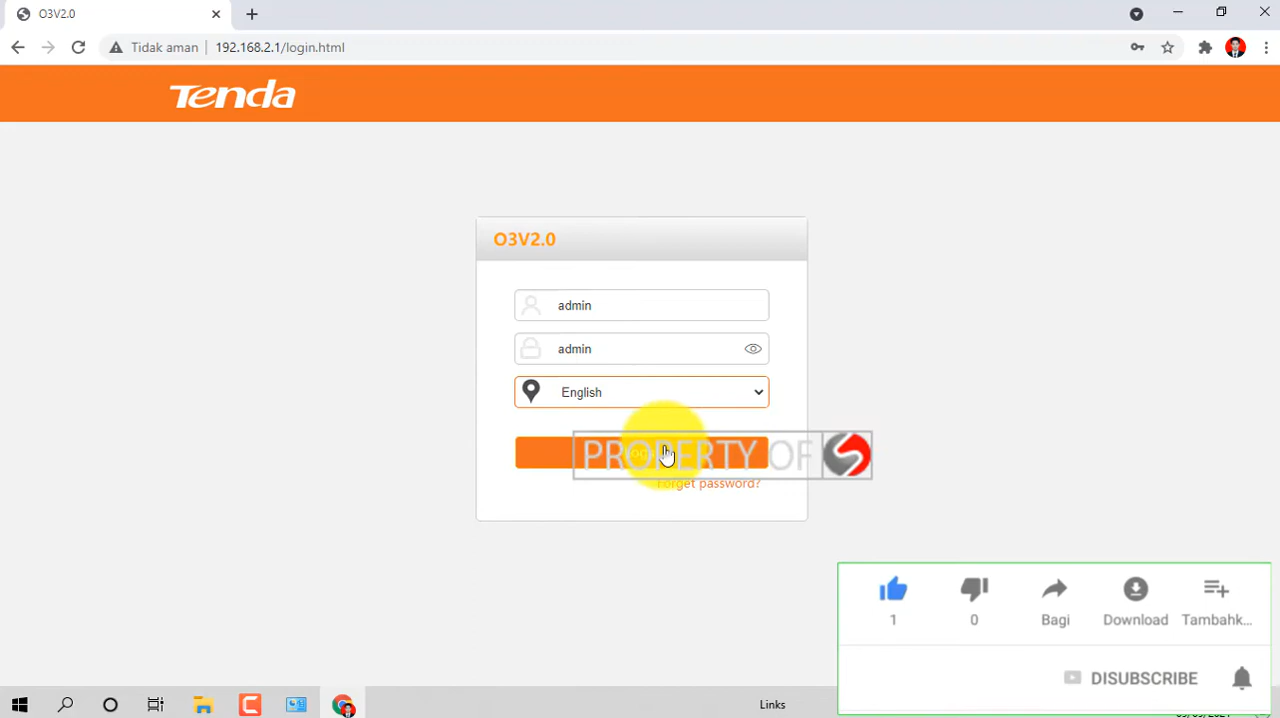 O3V2.0
Tidak aman
192.168.2.1/login.html
Tenda
O3V2.0
admin
admin
English
PROPERTY OF
Forget password?
1
0
Bagi
Download
Tambahk...
DISUBSCRIBE
Links